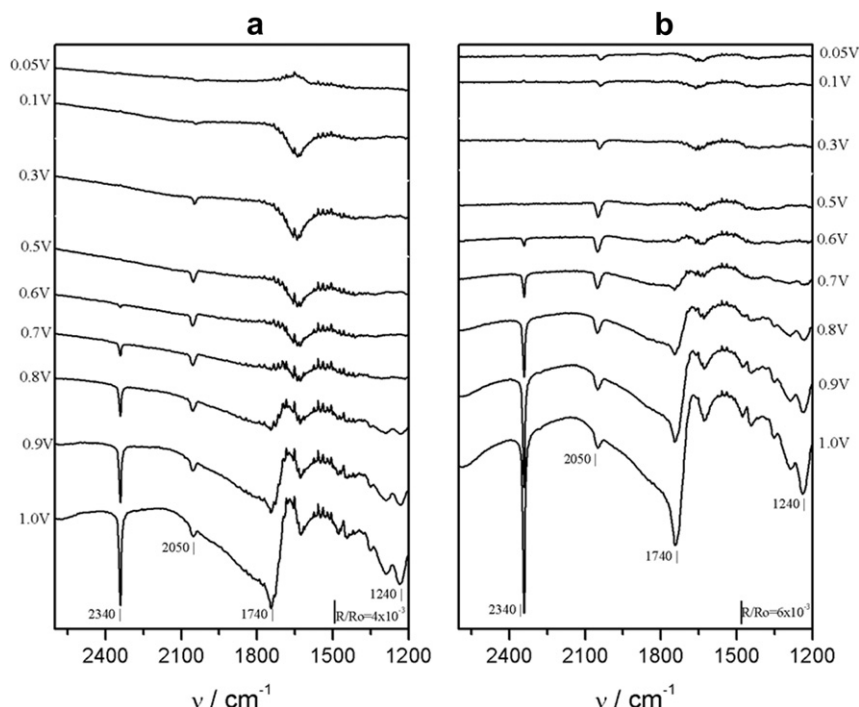 a
0.05V
0.1V
0.3V
0.5V
0.6V
0.7V
0.8V
0.9V
1.0V
2050
1240
2340
1740
R/Ro=4x10⁻³
2400 2100 1800 1500 1200
ν / cm⁻¹
b
0.05V
0.1V
0.3V
0.5V
0.6V
0.7V
0.8V
0.9V
1.0V
2050
1240
1740
2340
R/Ro=6x10⁻³
2400 2100 1800 1500 1200
ν / cm⁻¹